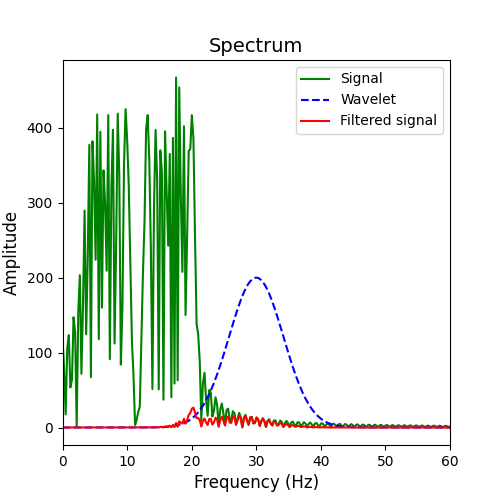 Spectrum
Signal
Wavelet
Filtered signal
Amplitude
400
300
200
100
0
0 10 20 30 40 50 60
Frequency (Hz)